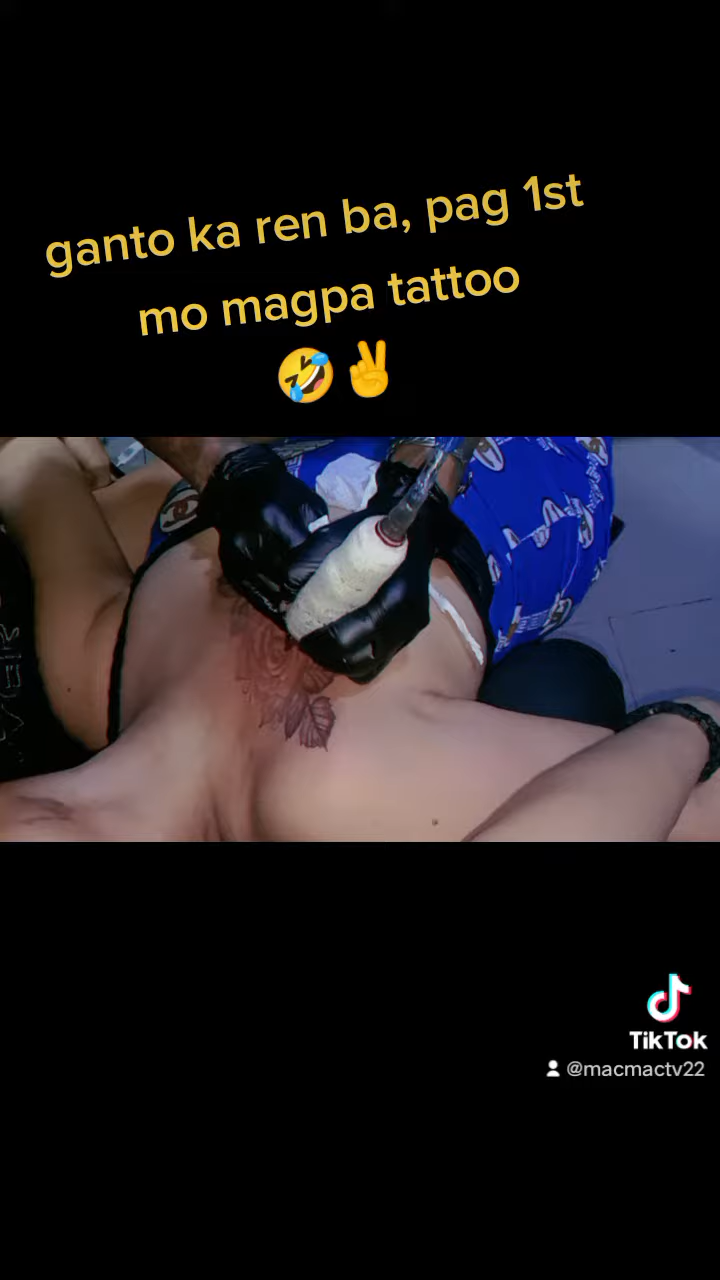 ganto ka ren ba, pag 1st
mo magpa tattoo
🤣✌️
TikTok
@macmactv22